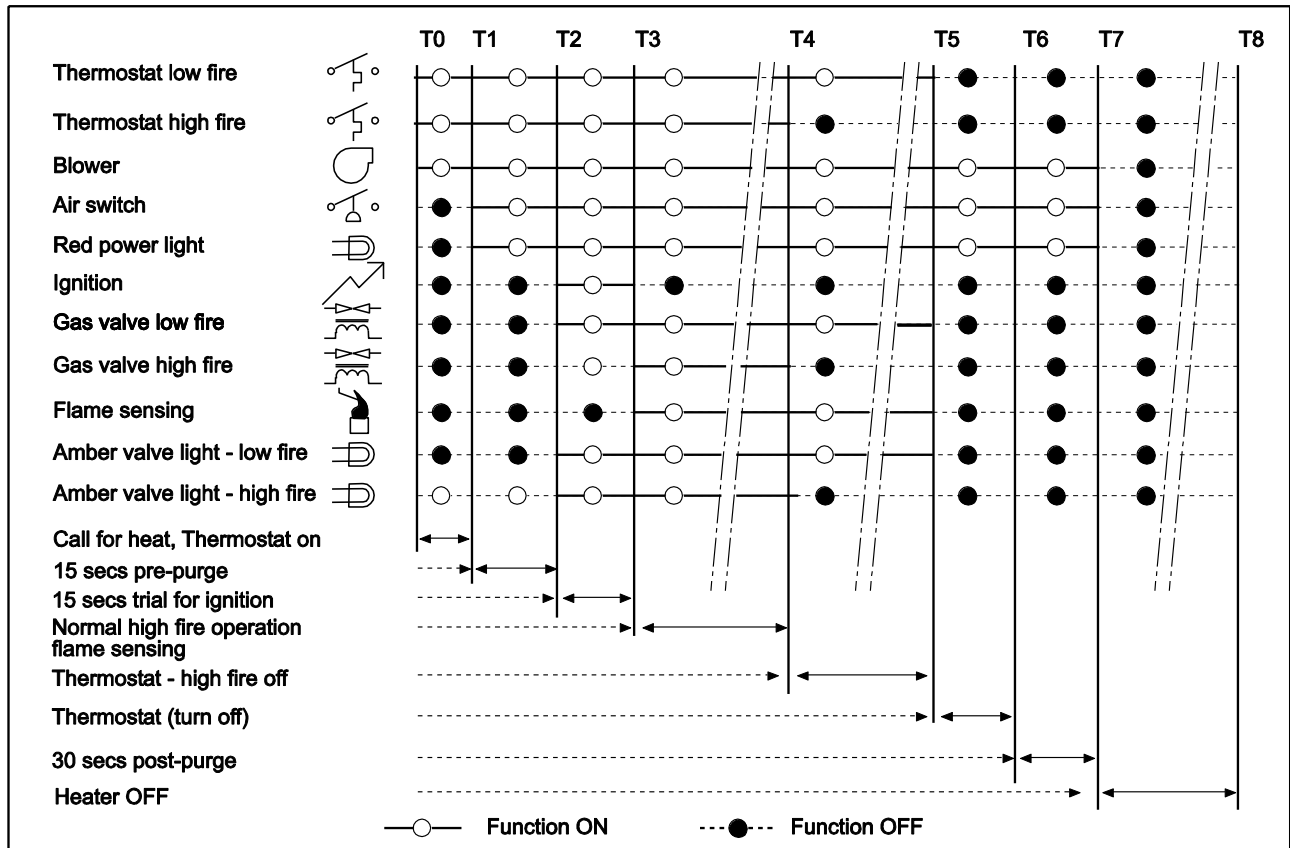 T0 T1 T2 T3 T4 T5 T6 T7 T8
Thermostat low fire
Thermostat high fire
Blower
Air switch
Red power light
Ignition
Gas valve low fire
Gas valve high fire
Flame sensing
Amber valve light - low fire
Amber valve light - high fire
Call for heat, Thermostat on
15 secs pre-purge
15 secs trial for ignition
Normal high fire operation
flame sensing
Thermostat - high fire off
Thermostat (turn off)
30 secs post-purge
Heater OFF
Function ON Function OFF